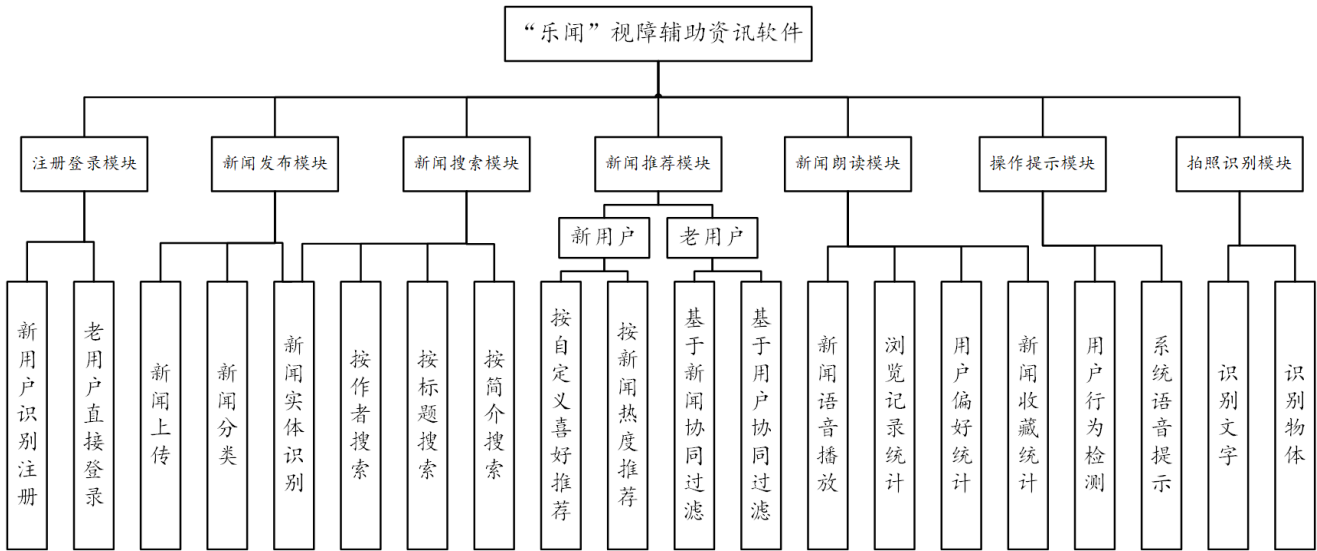 “乐闻”视障辅助资讯软件
注册登录模块
新闻发布模块
新闻搜索模块
新闻推荐模块
新闻朗读模块
操作提示模块
拍照识别模块
新用户
老用户
新用户识别注册
老用户直接登录
新闻上传
新闻分类
新闻实体识别
按作者搜索
按标题搜索
按简介搜索
按自定义喜好推荐
按新闻热度推荐
基于新闻协同过滤
基于用户协同过滤
新闻语音播放
浏览记录统计
用户偏好统计
新闻收藏统计
用户行为检测
系统语音提示
识别文字
识别物体